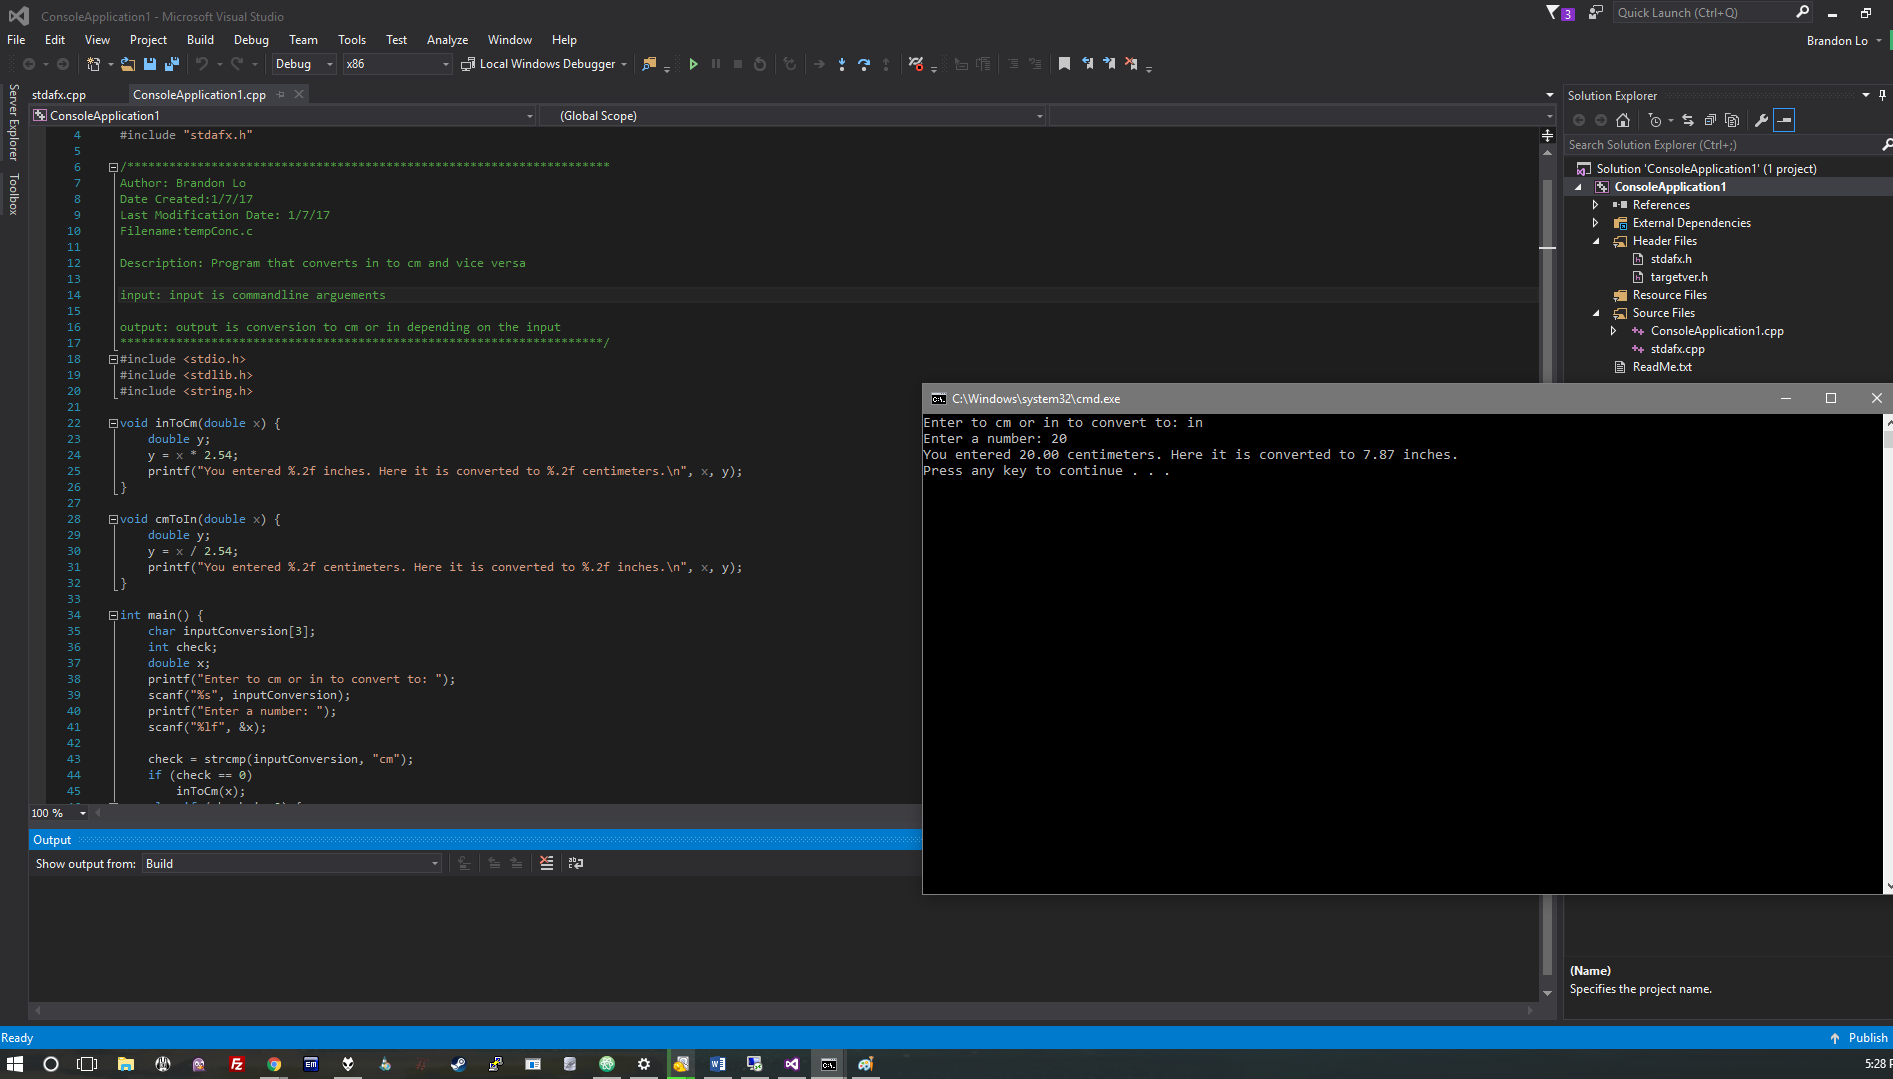 ConsoleApplication1 - Microsoft Visual Studio
3
Quick Launch (Ctrl+Q)
File Edit View Project Build Debug Team Tools Test Analyze Window Help
Brandon Lo
Debug x86 Local Windows Debugger
Server Explorer
Toolbox
stdafx.cpp ConsoleApplication1.cpp
ConsoleApplication1 (Global Scope)
4 #include "stdafx.h"
5
6 /*********************************************************************
7 Author: Brandon Lo
8 Date Created:1/7/17
9 Last Modification Date: 1/7/17
10 Filename:tempConc.c
11
12 Description: Program that converts in to cm and vice versa
13
14 input: input is commandline arguements
15
16 output: output is conversion to cm or in depending on the input
17 *********************************************************************/
18 #include <stdio.h>
19 #include <stdlib.h>
20 #include <string.h>
21
22 void inToCm(double x) {
23 double y;
24 y = x * 2.54;
25 printf("You entered %.2f inches. Here it is converted to %.2f centimeters.\n", x, y);
26 }
27
28 void cmToIn(double x) {
29 double y;
30 y = x / 2.54;
31 printf("You entered %.2f centimeters. Here it is converted to %.2f inches.\n", x, y);
32 }
33
34 int main() {
35 char inputConversion[3];
36 int check;
37 double x;
38 printf("Enter to cm or in to convert to: ");
39 scanf("%s", inputConversion);
40 printf("Enter a number: ");
41 scanf("%lf", &x);
42
43 check = strcmp(inputConversion, "cm");
44 if (check == 0)
45 inToCm(x);
100 %
Output
Show output from: Build
Ready
Solution Explorer
Search Solution Explorer (Ctrl+;)
Solution 'ConsoleApplication1' (1 project)
ConsoleApplication1
References
External Dependencies
Header Files
stdafx.h
targetver.h
Resource Files
Source Files
ConsoleApplication1.cpp
stdafx.cpp
ReadMe.txt
C:\Windows\system32\cmd.exe
Enter to cm or in to convert to: in
Enter a number: 20
You entered 20.00 centimeters. Here it is converted to 7.87 inches.
Press any key to continue . . .
(Name)
Specifies the project name.
Publish
5:28